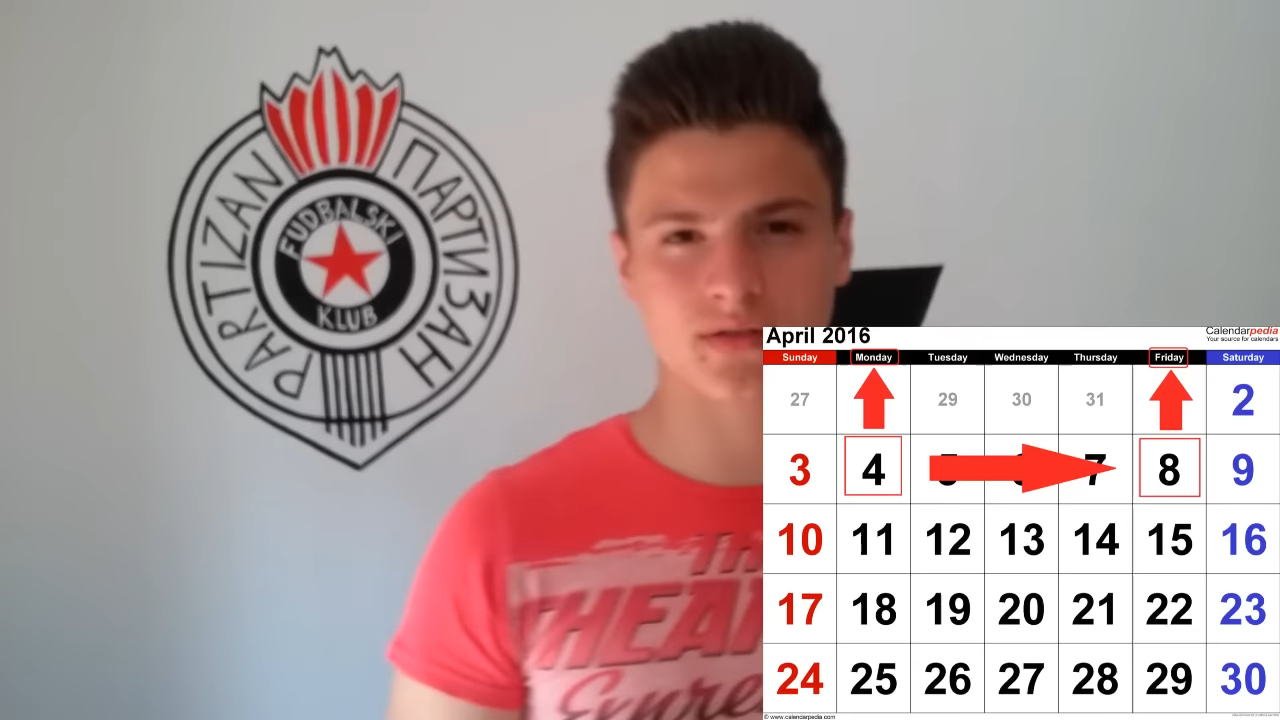 PARTIZAN
ПАРТИЗАН
FUDBALSKI
KLUB
April 2016
Calendarpedia
Your source for calendars
Sunday Monday Tuesday Wednesday Thursday Friday Saturday
27 29 30 31 2
3 4 7 8 9
10 11 12 13 14 15 16
17 18 19 20 21 22 23
24 25 26 27 28 29 30
© www.calendarpedia.com